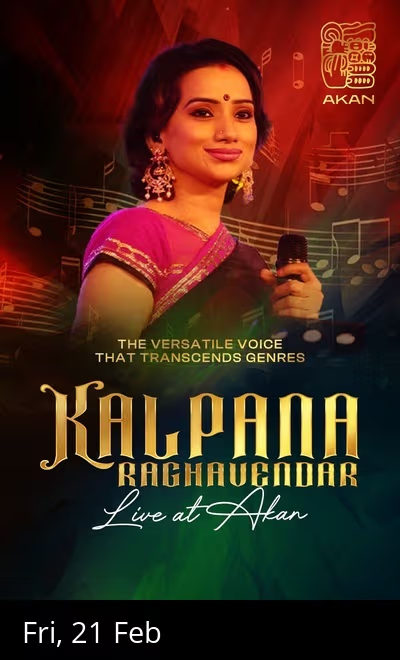 AKAN
THE VERSATILE VOICE
THAT TRANSCENDS GENRES
KALPANA
RAGHAVENDAR
Live at Akan
Fri, 21 Feb